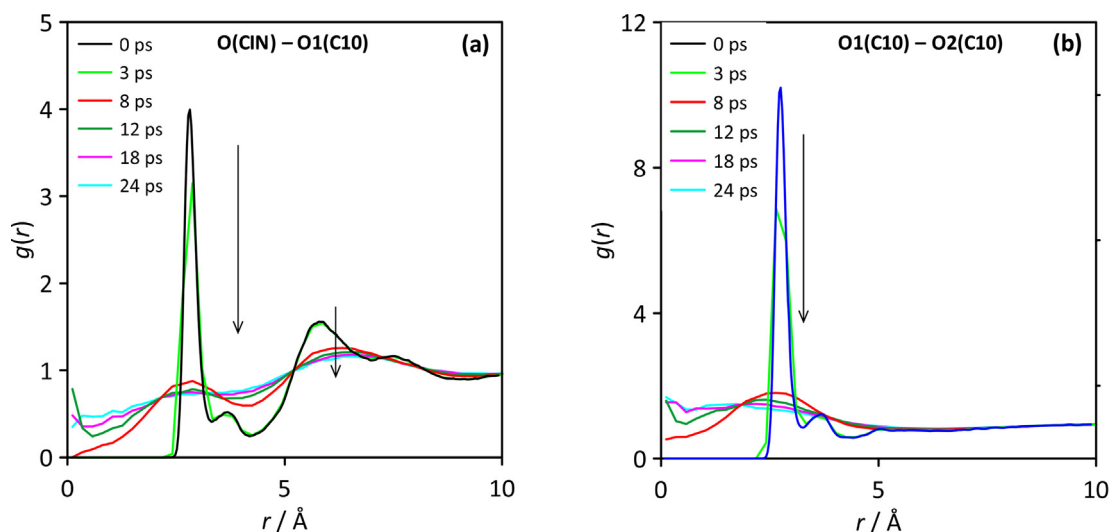 O(CIN) – O1(C10)
(a)
0 ps
3 ps
8 ps
12 ps
18 ps
24 ps
5
4
3
2
1
0
g(r)
0
5
10
r / Å
O1(C10) – O2(C10)
(b)
0 ps
3 ps
8 ps
12 ps
18 ps
24 ps
12
8
4
0
g(r)
0
5
10
r / Å